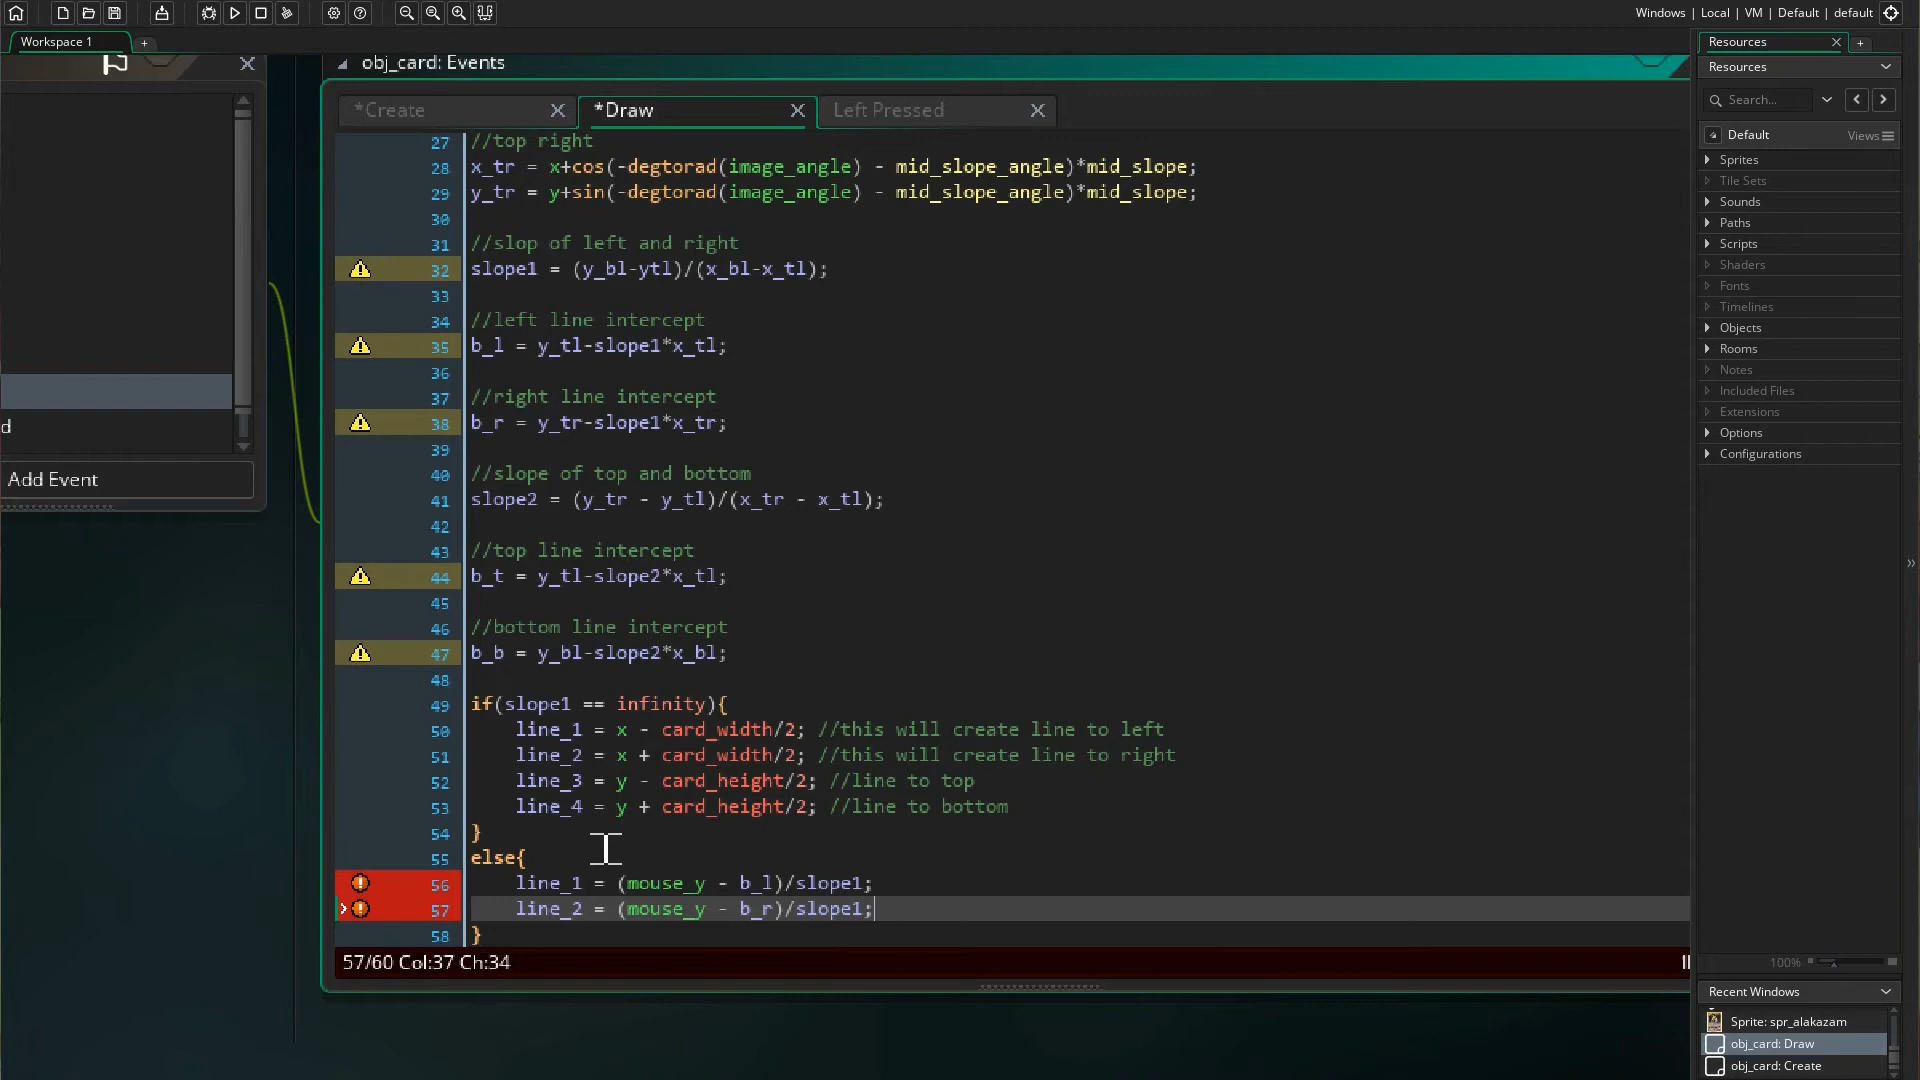 Windows | Local | VM | Default | default
Workspace 1
+
Resources
+
obj_card: Events
Resources
*Create
*Draw
Left Pressed
Search...
Default
Views
Sprites
Tile Sets
Sounds
Paths
Scripts
Shaders
Fonts
Timelines
Objects
Rooms
Notes
Included Files
Extensions
Options
Configurations
d
Add Event
27 //top right
28 x_tr = x+cos(-degtorad(image_angle) - mid_slope_angle)*mid_slope;
29 y_tr = y+sin(-degtorad(image_angle) - mid_slope_angle)*mid_slope;
30
31 //slop of left and right
32 slope1 = (y_bl-ytl)/(x_bl-x_tl);
33
34 //left line intercept
35 b_l = y_tl-slope1*x_tl;
36
37 //right line intercept
38 b_r = y_tr-slope1*x_tr;
39
40 //slope of top and bottom
41 slope2 = (y_tr - y_tl)/(x_tr - x_tl);
42
43 //top line intercept
44 b_t = y_tl-slope2*x_tl;
45
46 //bottom line intercept
47 b_b = y_bl-slope2*x_bl;
48
49 if(slope1 == infinity){
50 line_1 = x - card_width/2; //this will create line to left
51 line_2 = x + card_width/2; //this will create line to right
52 line_3 = y - card_height/2; //line to top
53 line_4 = y + card_height/2; //line to bottom
54 }
55 else{
56 line_1 = (mouse_y - b_l)/slope1;
57 line_2 = (mouse_y - b_r)/slope1;
58 }
57/60 Col:37 Ch:34
100%
Recent Windows
Sprite: spr_alakazam
obj_card: Draw
obj_card: Create